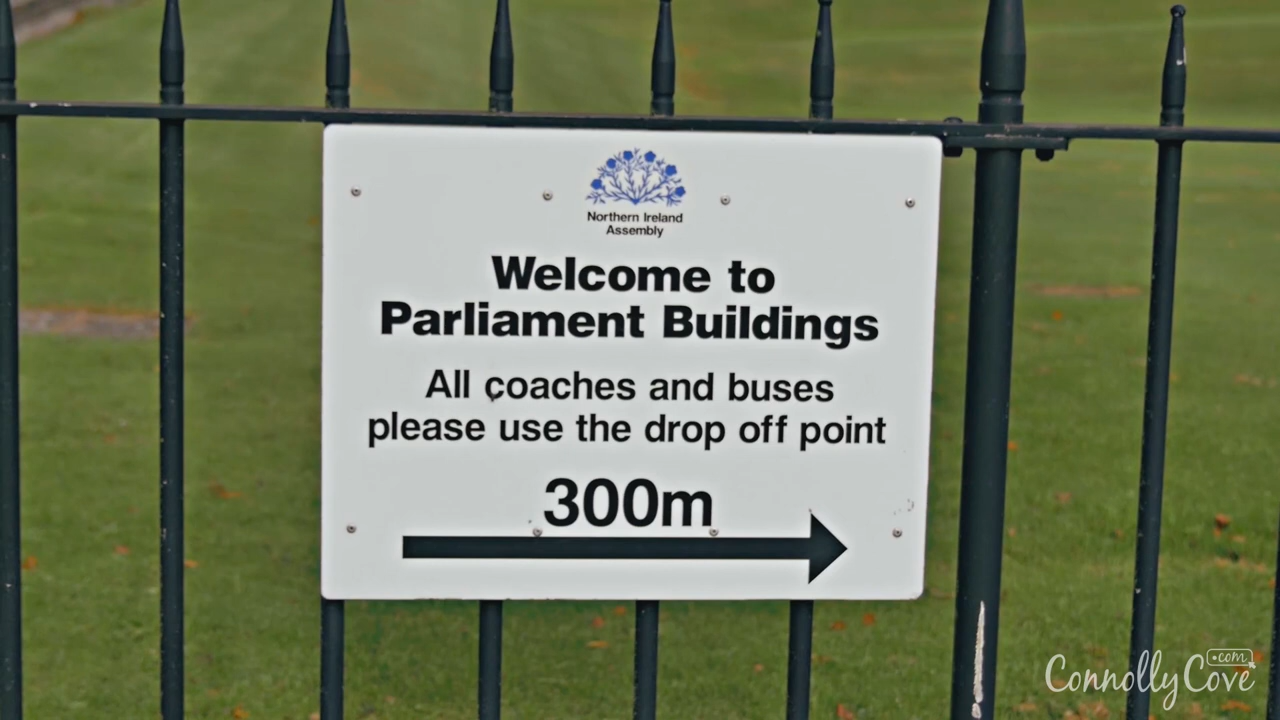 Northern Ireland
Assembly
Welcome to
Parliament Buildings
All coaches and buses
please use the drop off point
300m
ConnollyCove.com